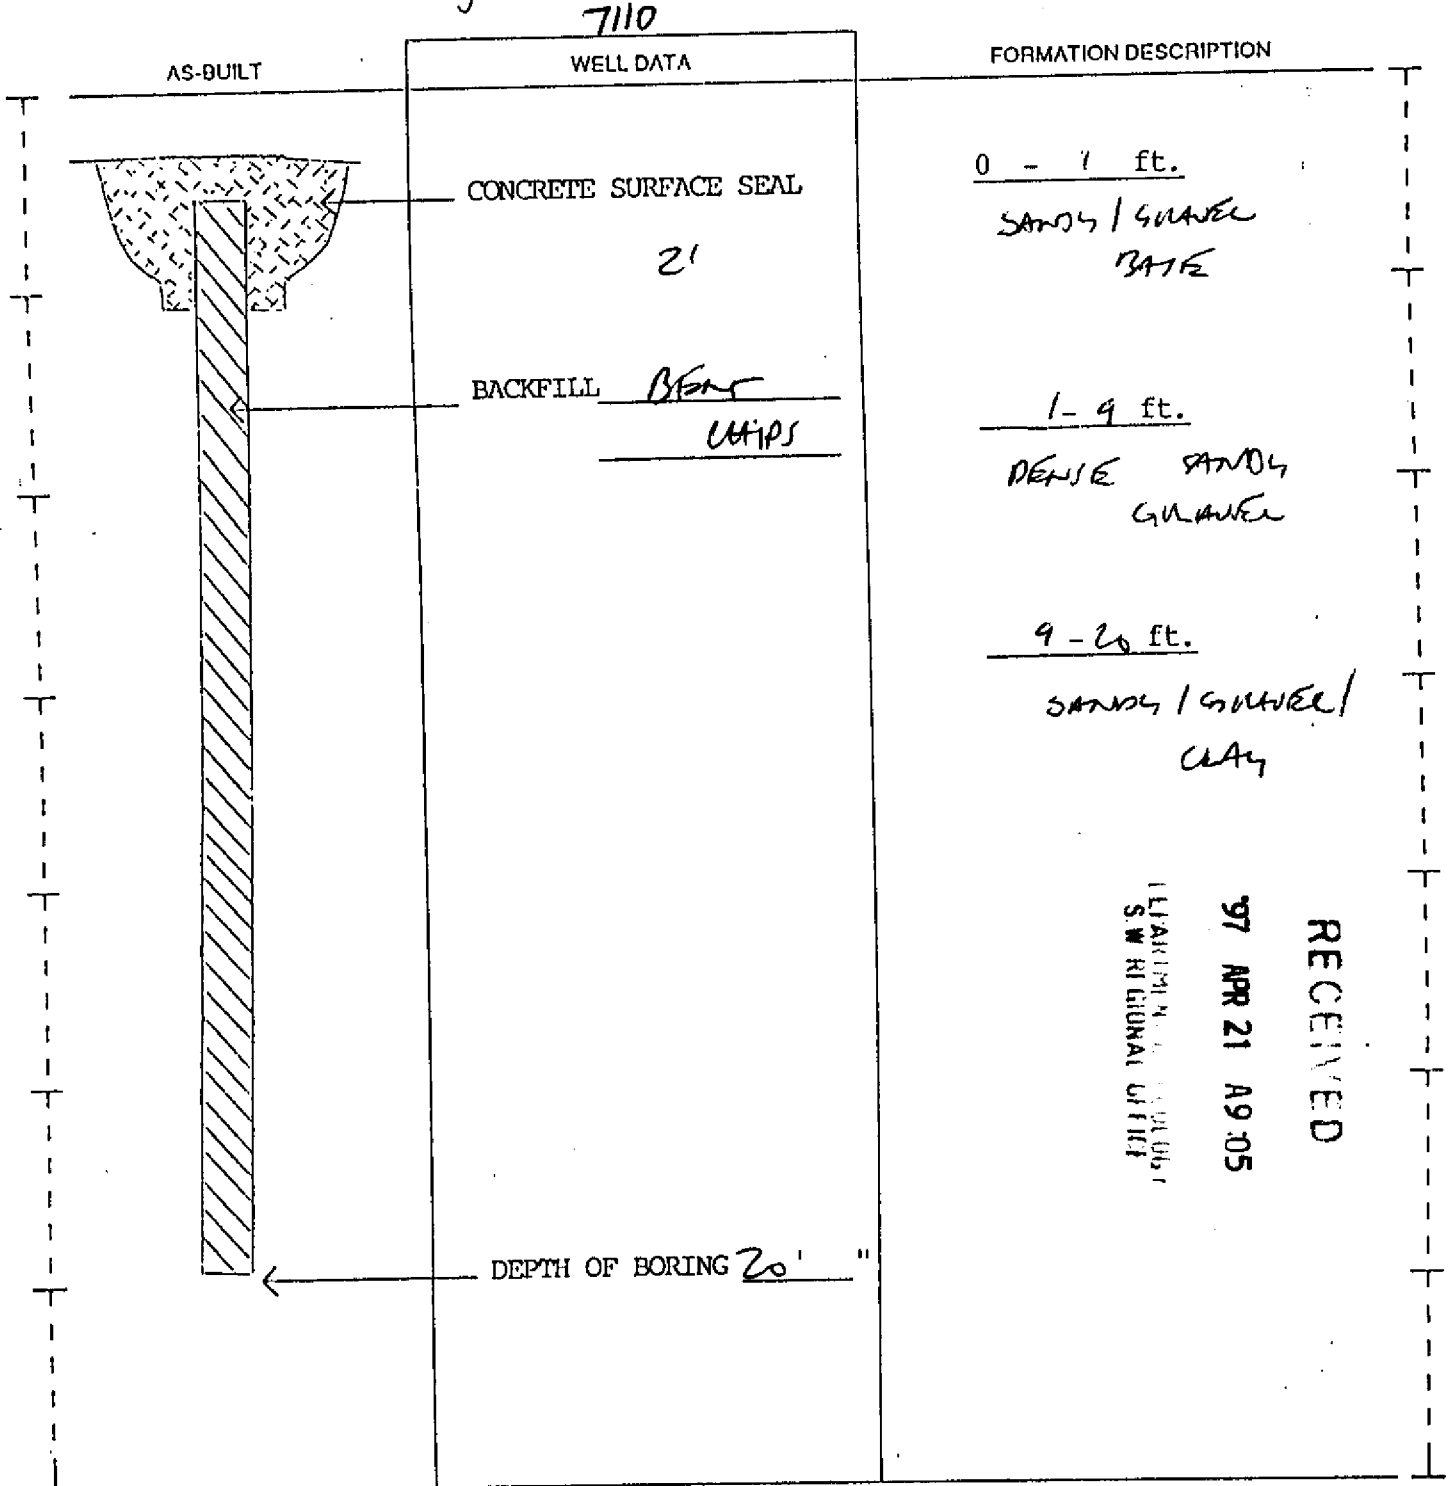 7110
AS-BUILT
WELL DATA
FORMATION DESCRIPTION
CONCRETE SURFACE SEAL
2'
BACKFILL BENT
CHIPS
DEPTH OF BORING 20' "
0 - 1 ft.
SANDY / GRAVEL
BASE
1 - 9 ft.
DENSE SANDY
GRAVEL
9 - 20 ft.
SANDY / GRAVEL /
CLAY
RECEIVED
'97 APR 21 A9:05
S.W REGIONAL OFFICE